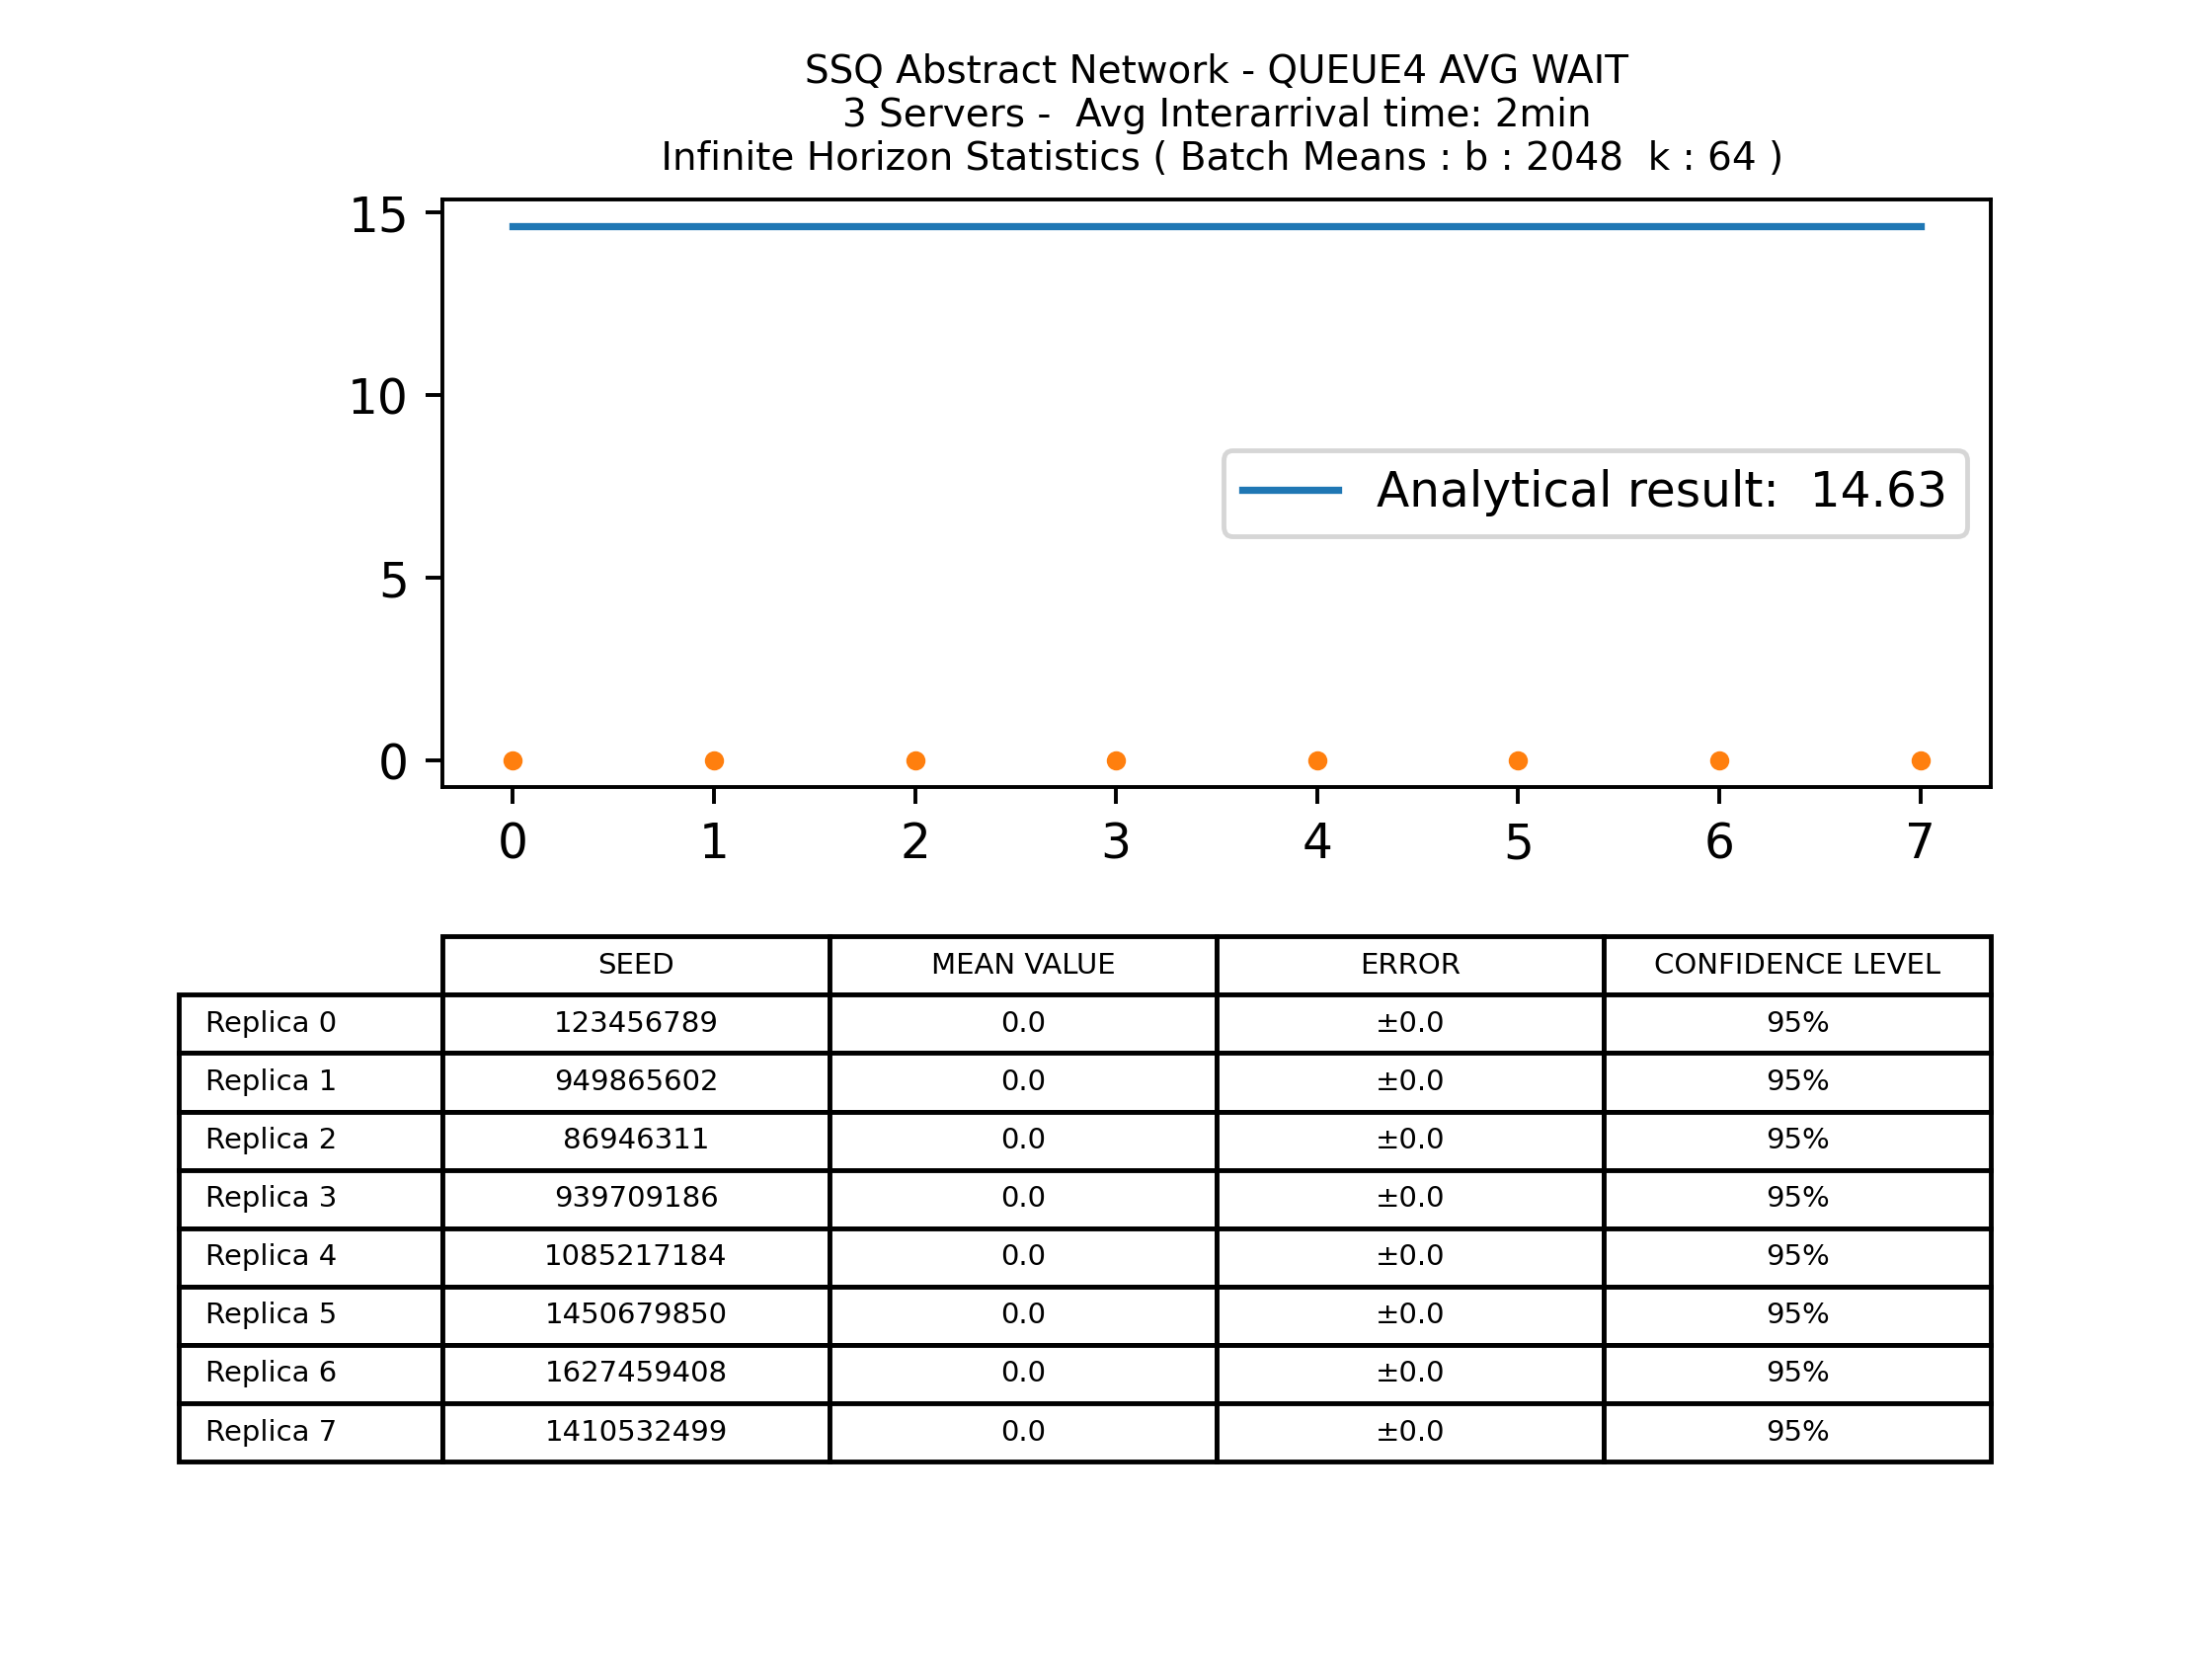 SSQ Abstract Network - QUEUE4 AVG WAIT
3 Servers -  Avg Interarrival time: 2min
Infinite Horizon Statistics ( Batch Means : b : 2048  k : 64 )
15
10
5
0
Analytical result:  14.63
0 1 2 3 4 5 6 7
SEED MEAN VALUE ERROR CONFIDENCE LEVEL
Replica 0 123456789 0.0 ±0.0 95%
Replica 1 949865602 0.0 ±0.0 95%
Replica 2 86946311 0.0 ±0.0 95%
Replica 3 939709186 0.0 ±0.0 95%
Replica 4 1085217184 0.0 ±0.0 95%
Replica 5 1450679850 0.0 ±0.0 95%
Replica 6 1627459408 0.0 ±0.0 95%
Replica 7 1410532499 0.0 ±0.0 95%